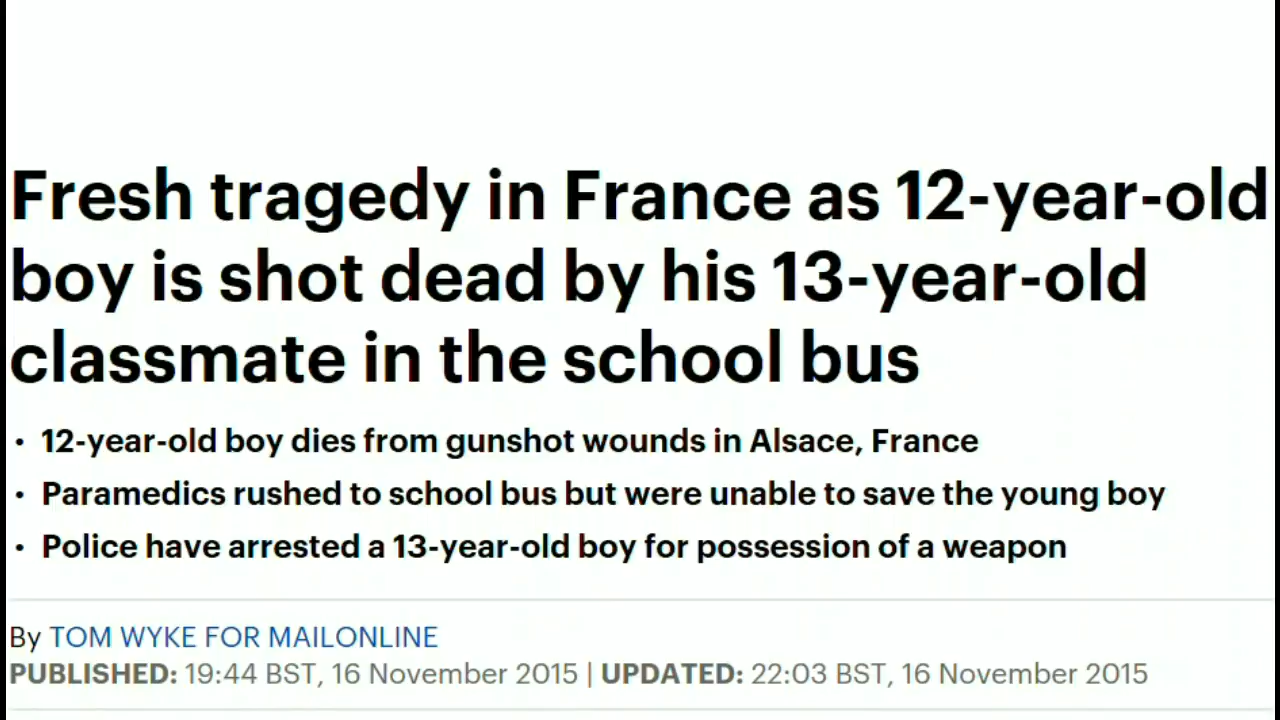 Fresh tragedy in France as 12-year-old
boy is shot dead by his 13-year-old
classmate in the school bus
• 12-year-old boy dies from gunshot wounds in Alsace, France
• Paramedics rushed to school bus but were unable to save the young boy
• Police have arrested a 13-year-old boy for possession of a weapon
By TOM WYKE FOR MAILONLINE
PUBLISHED: 19:44 BST, 16 November 2015 | UPDATED: 22:03 BST, 16 November 2015